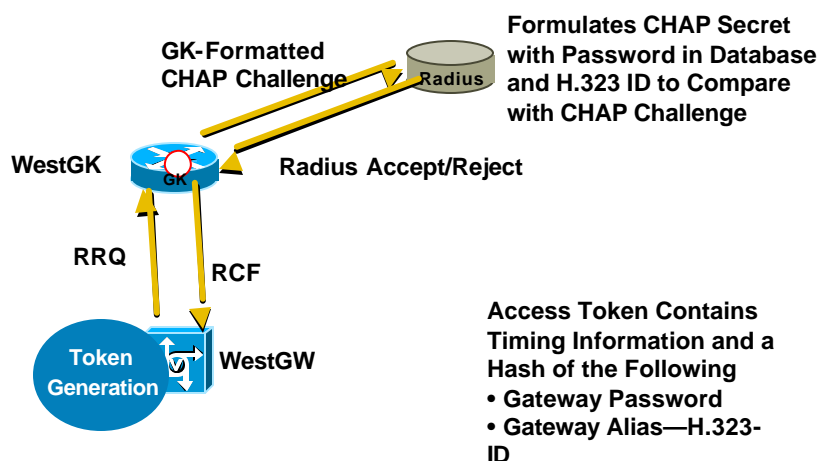 GK-Formatted
CHAP Challenge
Radius
Formulates CHAP Secret
with Password in Database
and H.323 ID to Compare
with CHAP Challenge
WestGK
GK
Radius Accept/Reject
RRQ
RCF
Token
Generation
V
WestGW
Access Token Contains
Timing Information and a
Hash of the Following
• Gateway Password
• Gateway Alias—H.323-
ID